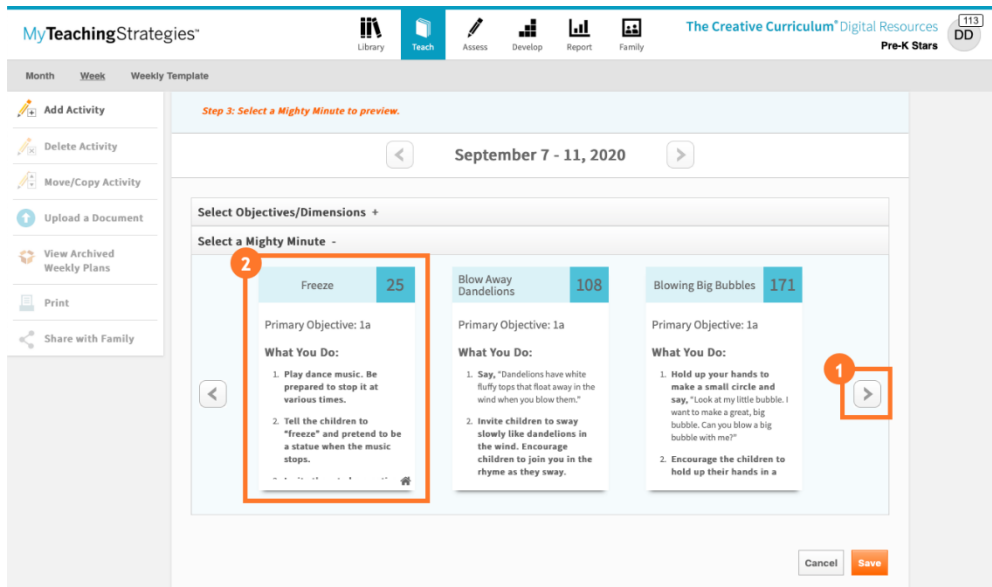 MyTeachingStrategies™
Library
Teach
Assess
Develop
Report
Family
The Creative Curriculum® Digital Resources
Pre-K Stars
113
DD
Month Week Weekly Template
Add Activity
Delete Activity
Move/Copy Activity
Upload a Document
View Archived
Weekly Plans
Print
Share with Family
Step 3: Select a Mighty Minute to preview.
< September 7 - 11, 2020 >
Select Objectives/Dimensions +
Select a Mighty Minute -
2
Freeze 25
Primary Objective: 1a
What You Do:
1. Play dance music. Be
prepared to stop it at
various times.
2. Tell the children to
"freeze" and pretend to be
a statue when the music
stops.
Blow Away
Dandelions
108
Primary Objective: 1a
What You Do:
1. Say, "Dandelions have white
fluffy tops that float away in the
wind when you blow them."
2. Invite children to sway
slowly like dandelions in
the wind. Encourage
children to join you in the
rhyme as they sway.
Blowing Big Bubbles 171
Primary Objective: 1a
What You Do:
1. Hold up your hands to
make a small circle and
say, "Look at my little bubble. I
want to make a great, big
bubble. Can you blow a big
bubble with me?"
2. Encourage the children to
hold up their hands in a
1
Cancel Save